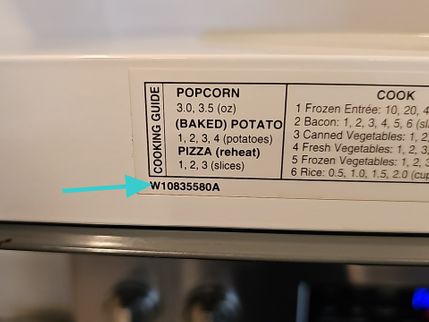 COOKING GUIDE
POPCORN
3.0, 3.5 (oz)
(BAKED) POTATO
1, 2, 3, 4 (potatoes)
PIZZA (reheat)
1, 2, 3 (slices)
COOK
1 Frozen Entrée: 10, 20,
2 Bacon: 1, 2, 3, 4, 5, 6
3 Canned Vegetables: 1, 2,
4 Fresh Vegetables: 1, 2, 3,
5 Frozen Vegetables: 1, 2, 3
6 Rice: 0.5, 1.0, 1.5, 2.0
W10835580A